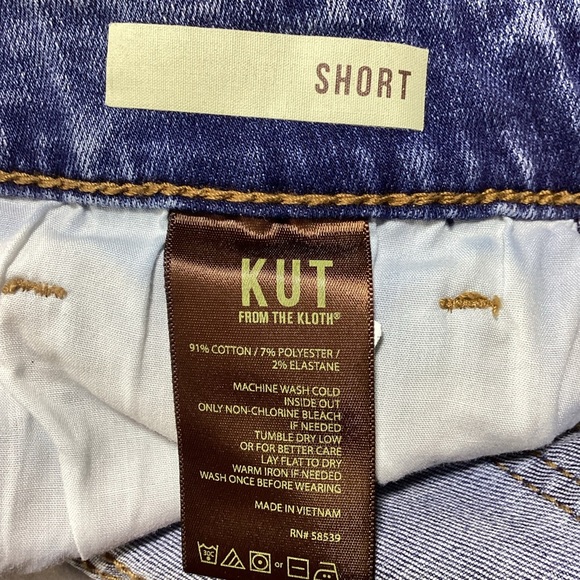 SHORT
KUT
FROM THE KLOTH®
91% COTTON / 7% POLYESTER /
2% ELASTANE
MACHINE WASH COLD
INSIDE OUT
ONLY NON-CHLORINE BLEACH
IF NEEDED
TUMBLE DRY LOW
OR FOR BETTER CARE
LAY FLAT TO DRY
WARM IRON IF NEEDED
WASH ONCE BEFORE WEARING
MADE IN VIETNAM
RN# 58539